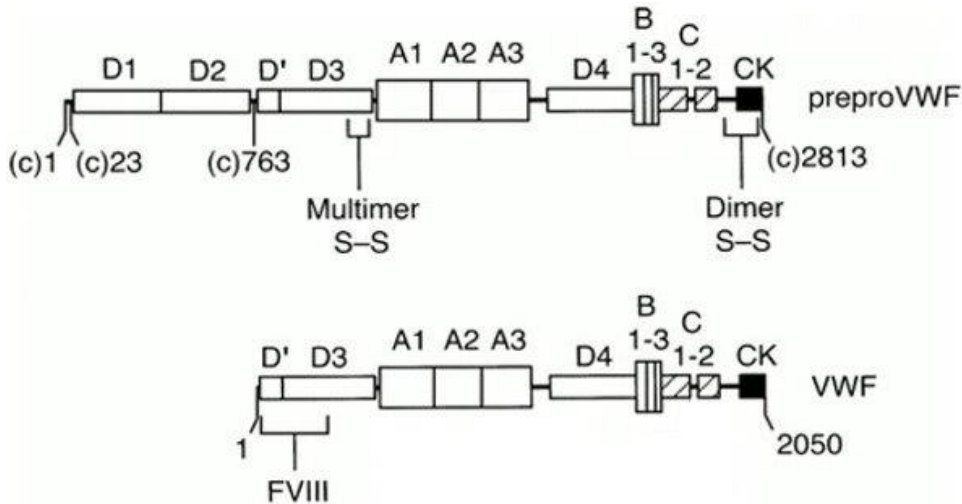 B
A1 A2 A3 1-3 C
D1 D2 D' D3 D4 1-2 CK
preproVWF
(c)1 (c)23 (c)763 (c)2813
Multimer Dimer
S–S S–S
B
A1 A2 A3 1-3 C
D' D3 D4 1-2 CK
VWF
1 2050
FVIII